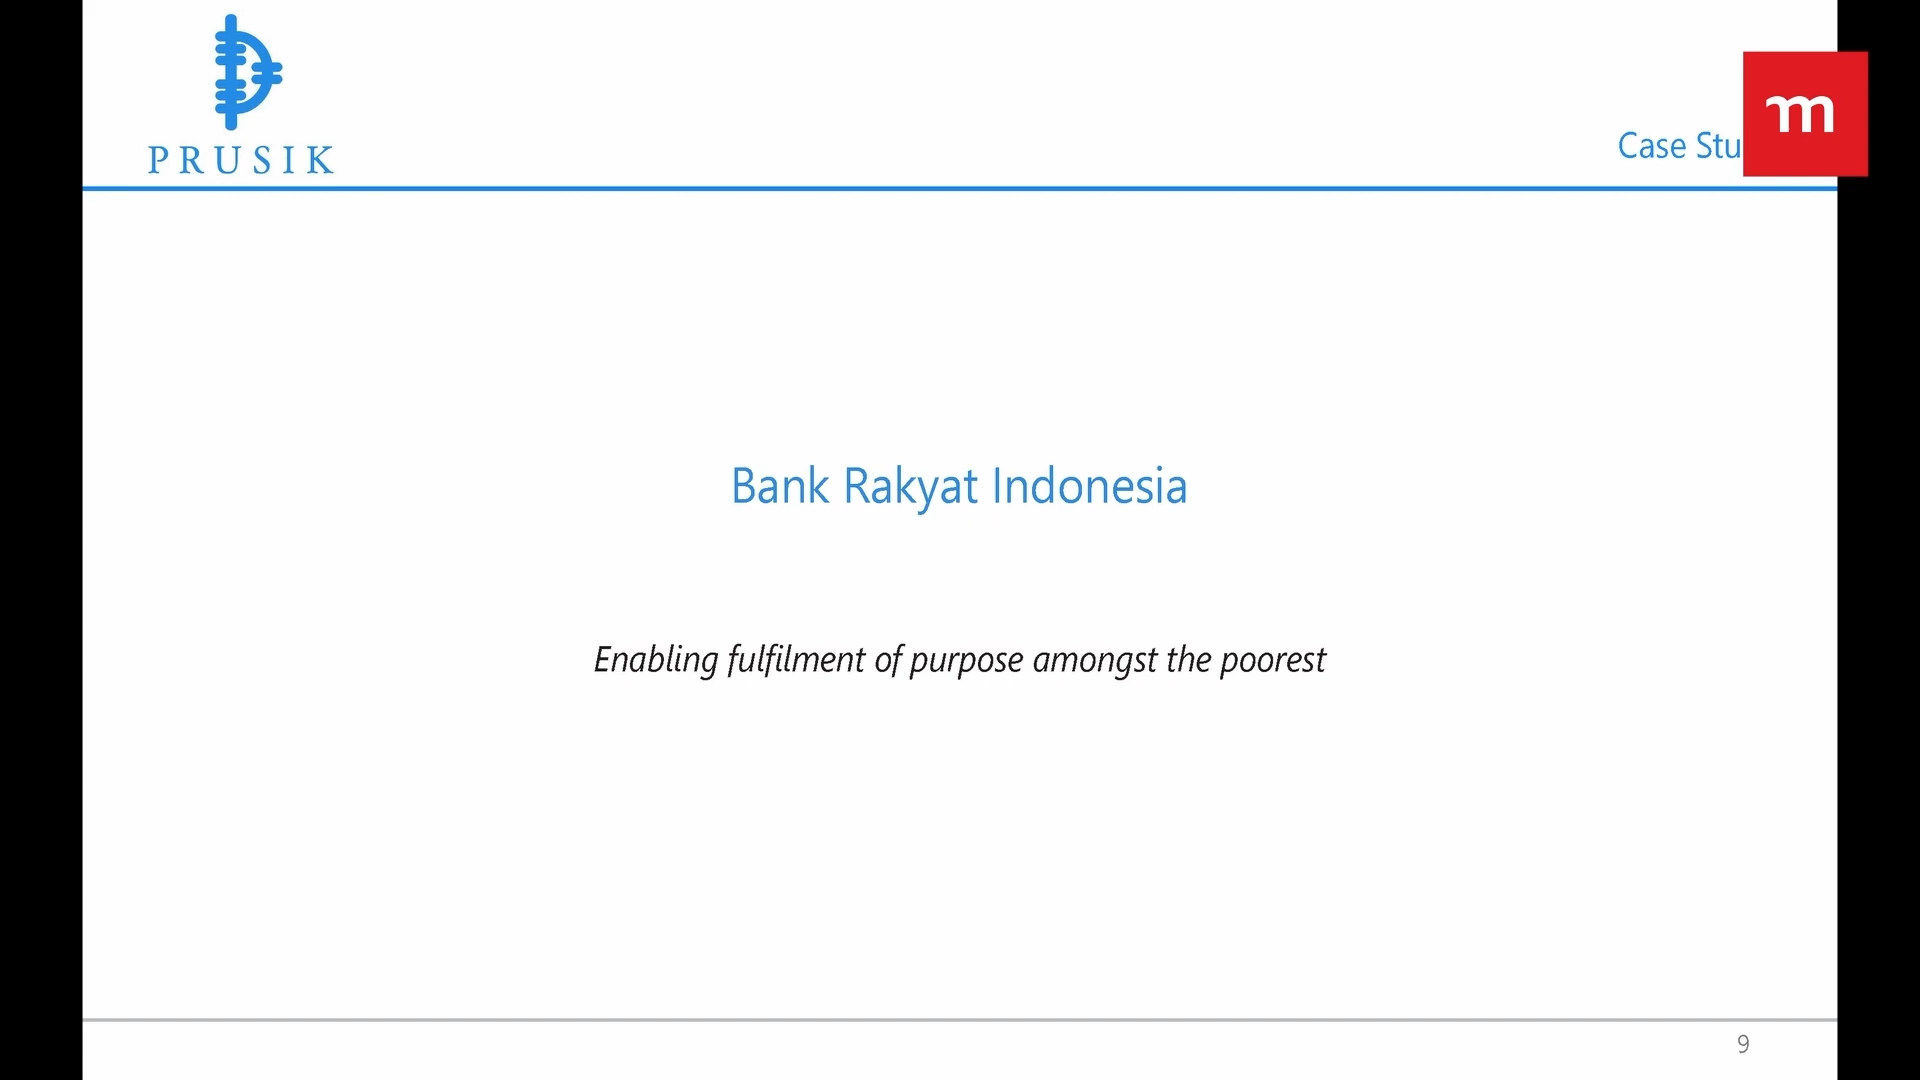 PRUSIK
Case Stu
m
Bank Rakyat Indonesia
Enabling fulfilment of purpose amongst the poorest
9